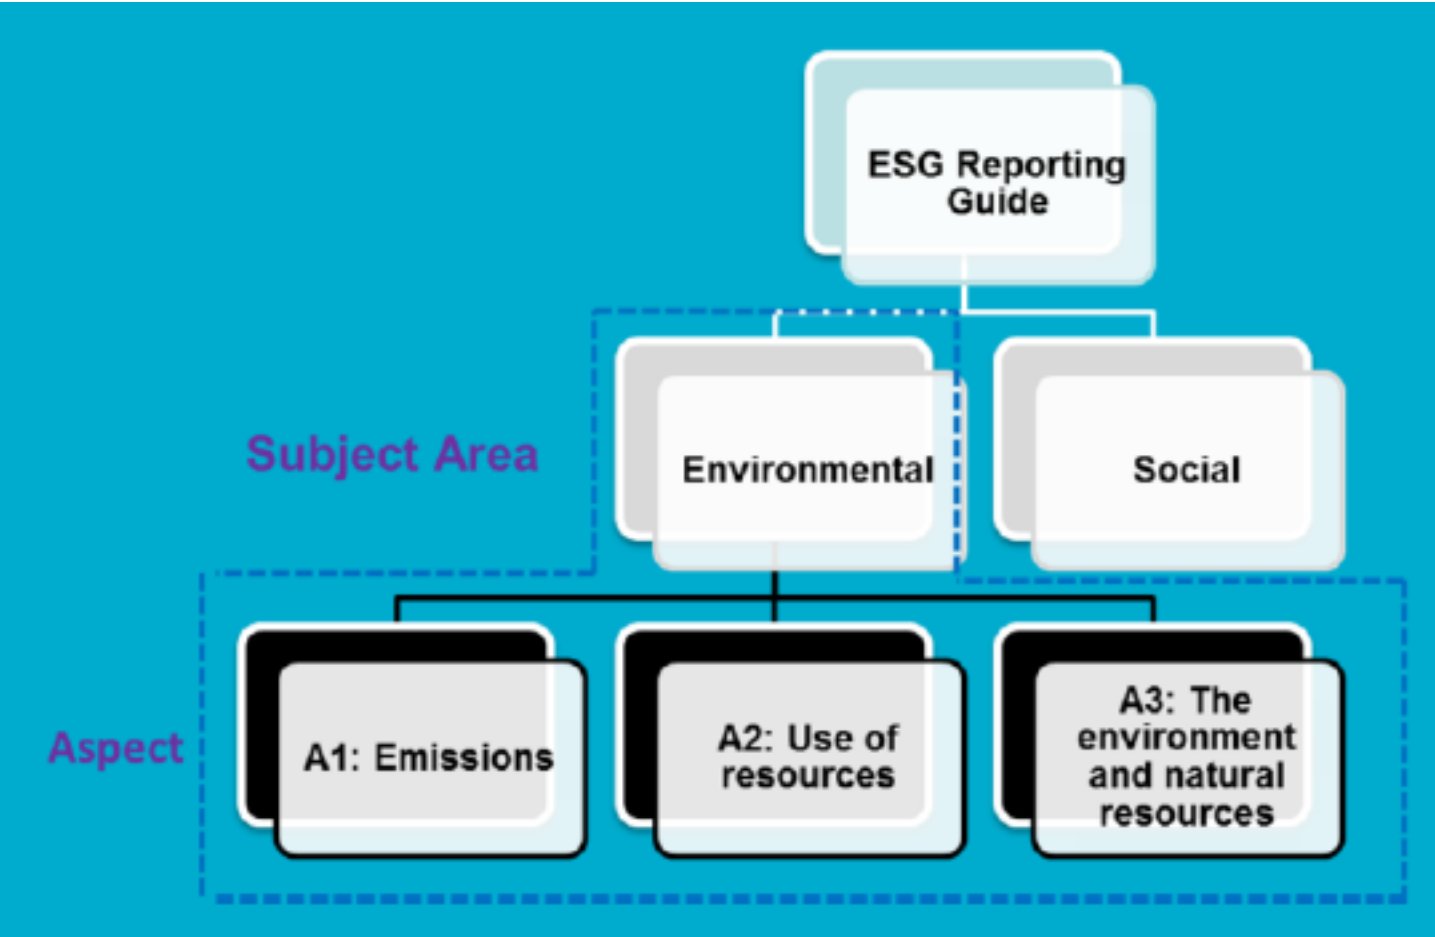 ESG Reporting
Guide
Subject Area
Environmental
Social
Aspect
A1: Emissions
A2: Use of
resources
A3: The
environment
and natural
resources